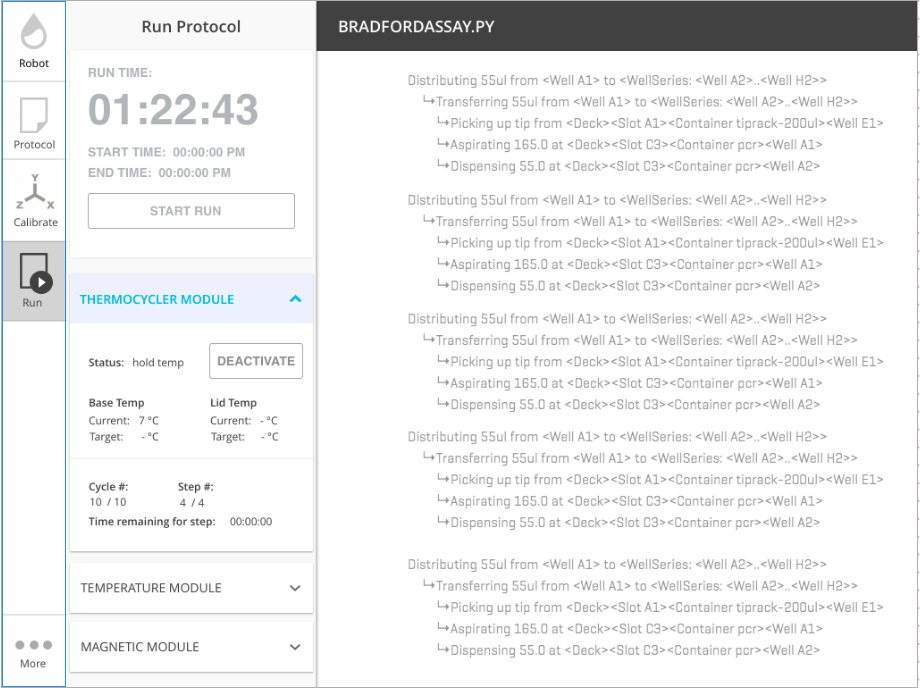 Robot
Protocol
Y
Z X
Calibrate
Run
More
Run Protocol
RUN TIME:
01:22:43
START TIME: 00:00:00 PM
END TIME: 00:00:00 PM
START RUN
THERMOCYCLER MODULE
Status: hold temp DEACTIVATE
Base Temp Lid Temp
Current: 7 °C Current: - °C
Target: - °C Target: - °C
Cycle #: Step #:
10 / 10 4 / 4
Time remaining for step: 00:00:00
TEMPERATURE MODULE
MAGNETIC MODULE
BRADFORDASSAY.PY
Distributing 55ul from <Well A1> to <WellSeries: <Well A2>..<Well H2>>
↳Transferring 55ul from <Well A1> to <WellSeries: <Well A2>..<Well H2>>
↳Picking up tip from <Deck><Slot A1><Container tiprack-200ul><Well E1>
↳Aspirating 165.0 at <Deck><Slot C3><Container pcr><Well A1>
↳Dispensing 55.0 at <Deck><Slot C3><Container pcr><Well A2>
Distributing 55ul from <Well A1> to <WellSeries: <Well A2>..<Well H2>>
↳Transferring 55ul from <Well A1> to <WellSeries: <Well A2>..<Well H2>>
↳Picking up tip from <Deck><Slot A1><Container tiprack-200ul><Well E1>
↳Aspirating 165.0 at <Deck><Slot C3><Container pcr><Well A1>
↳Dispensing 55.0 at <Deck><Slot C3><Container pcr><Well A2>
Distributing 55ul from <Well A1> to <WellSeries: <Well A2>..<Well H2>>
↳Transferring 55ul from <Well A1> to <WellSeries: <Well A2>..<Well H2>>
↳Picking up tip from <Deck><Slot A1><Container tiprack-200ul><Well E1>
↳Aspirating 165.0 at <Deck><Slot C3><Container pcr><Well A1>
↳Dispensing 55.0 at <Deck><Slot C3><Container pcr><Well A2>
Distributing 55ul from <Well A1> to <WellSeries: <Well A2>..<Well H2>>
↳Transferring 55ul from <Well A1> to <WellSeries: <Well A2>..<Well H2>>
↳Picking up tip from <Deck><Slot A1><Container tiprack-200ul><Well E1>
↳Aspirating 165.0 at <Deck><Slot C3><Container pcr><Well A1>
↳Dispensing 55.0 at <Deck><Slot C3><Container pcr><Well A2>
Distributing 55ul from <Well A1> to <WellSeries: <Well A2>..<Well H2>>
↳Transferring 55ul from <Well A1> to <WellSeries: <Well A2>..<Well H2>>
↳Picking up tip from <Deck><Slot A1><Container tiprack-200ul><Well E1>
↳Aspirating 165.0 at <Deck><Slot C3><Container pcr><Well A1>
↳Dispensing 55.0 at <Deck><Slot C3><Container pcr><Well A2>